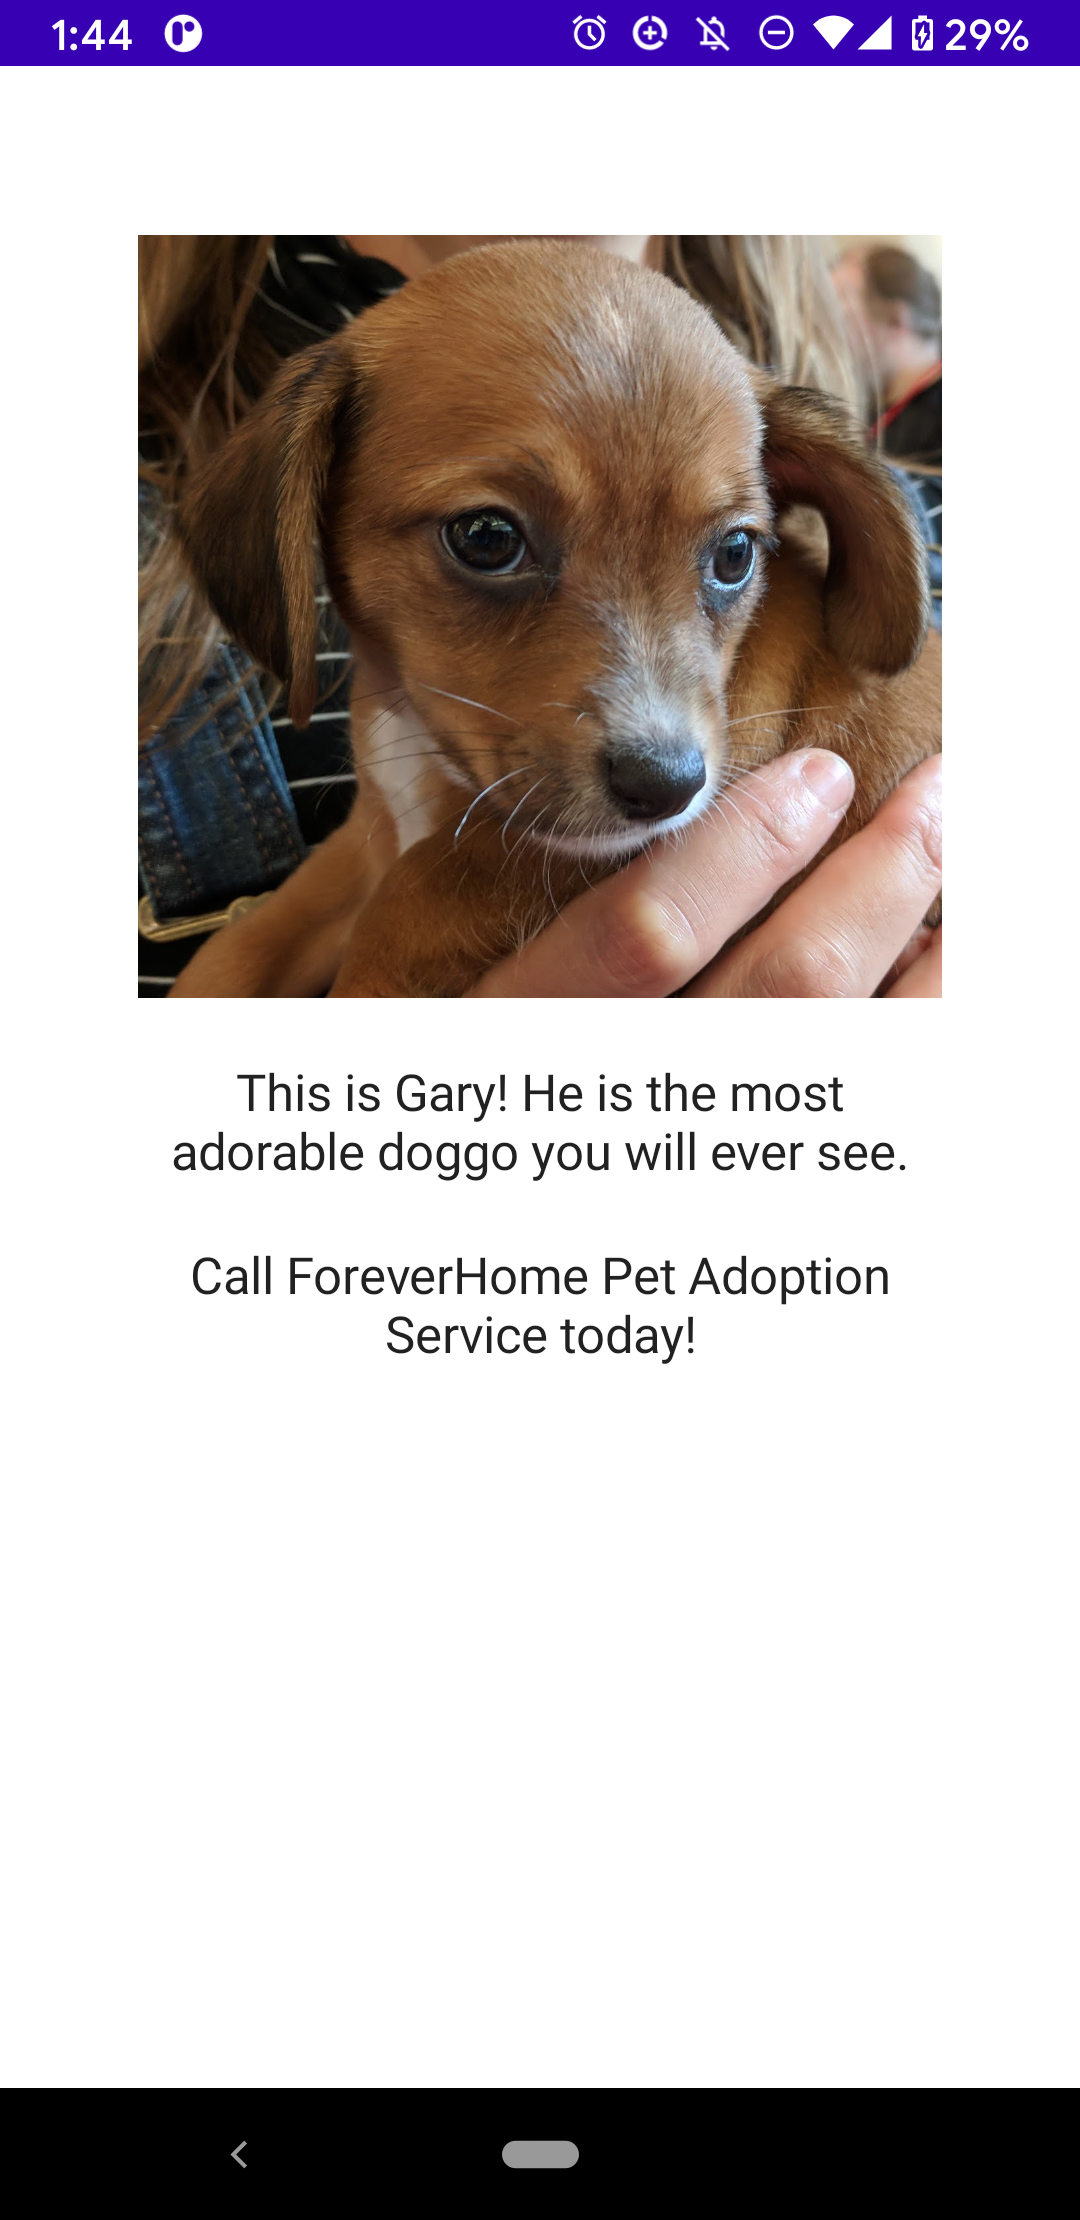 1:44 29%
This is Gary! He is the most
adorable doggo you will ever see.
Call ForeverHome Pet Adoption
Service today!